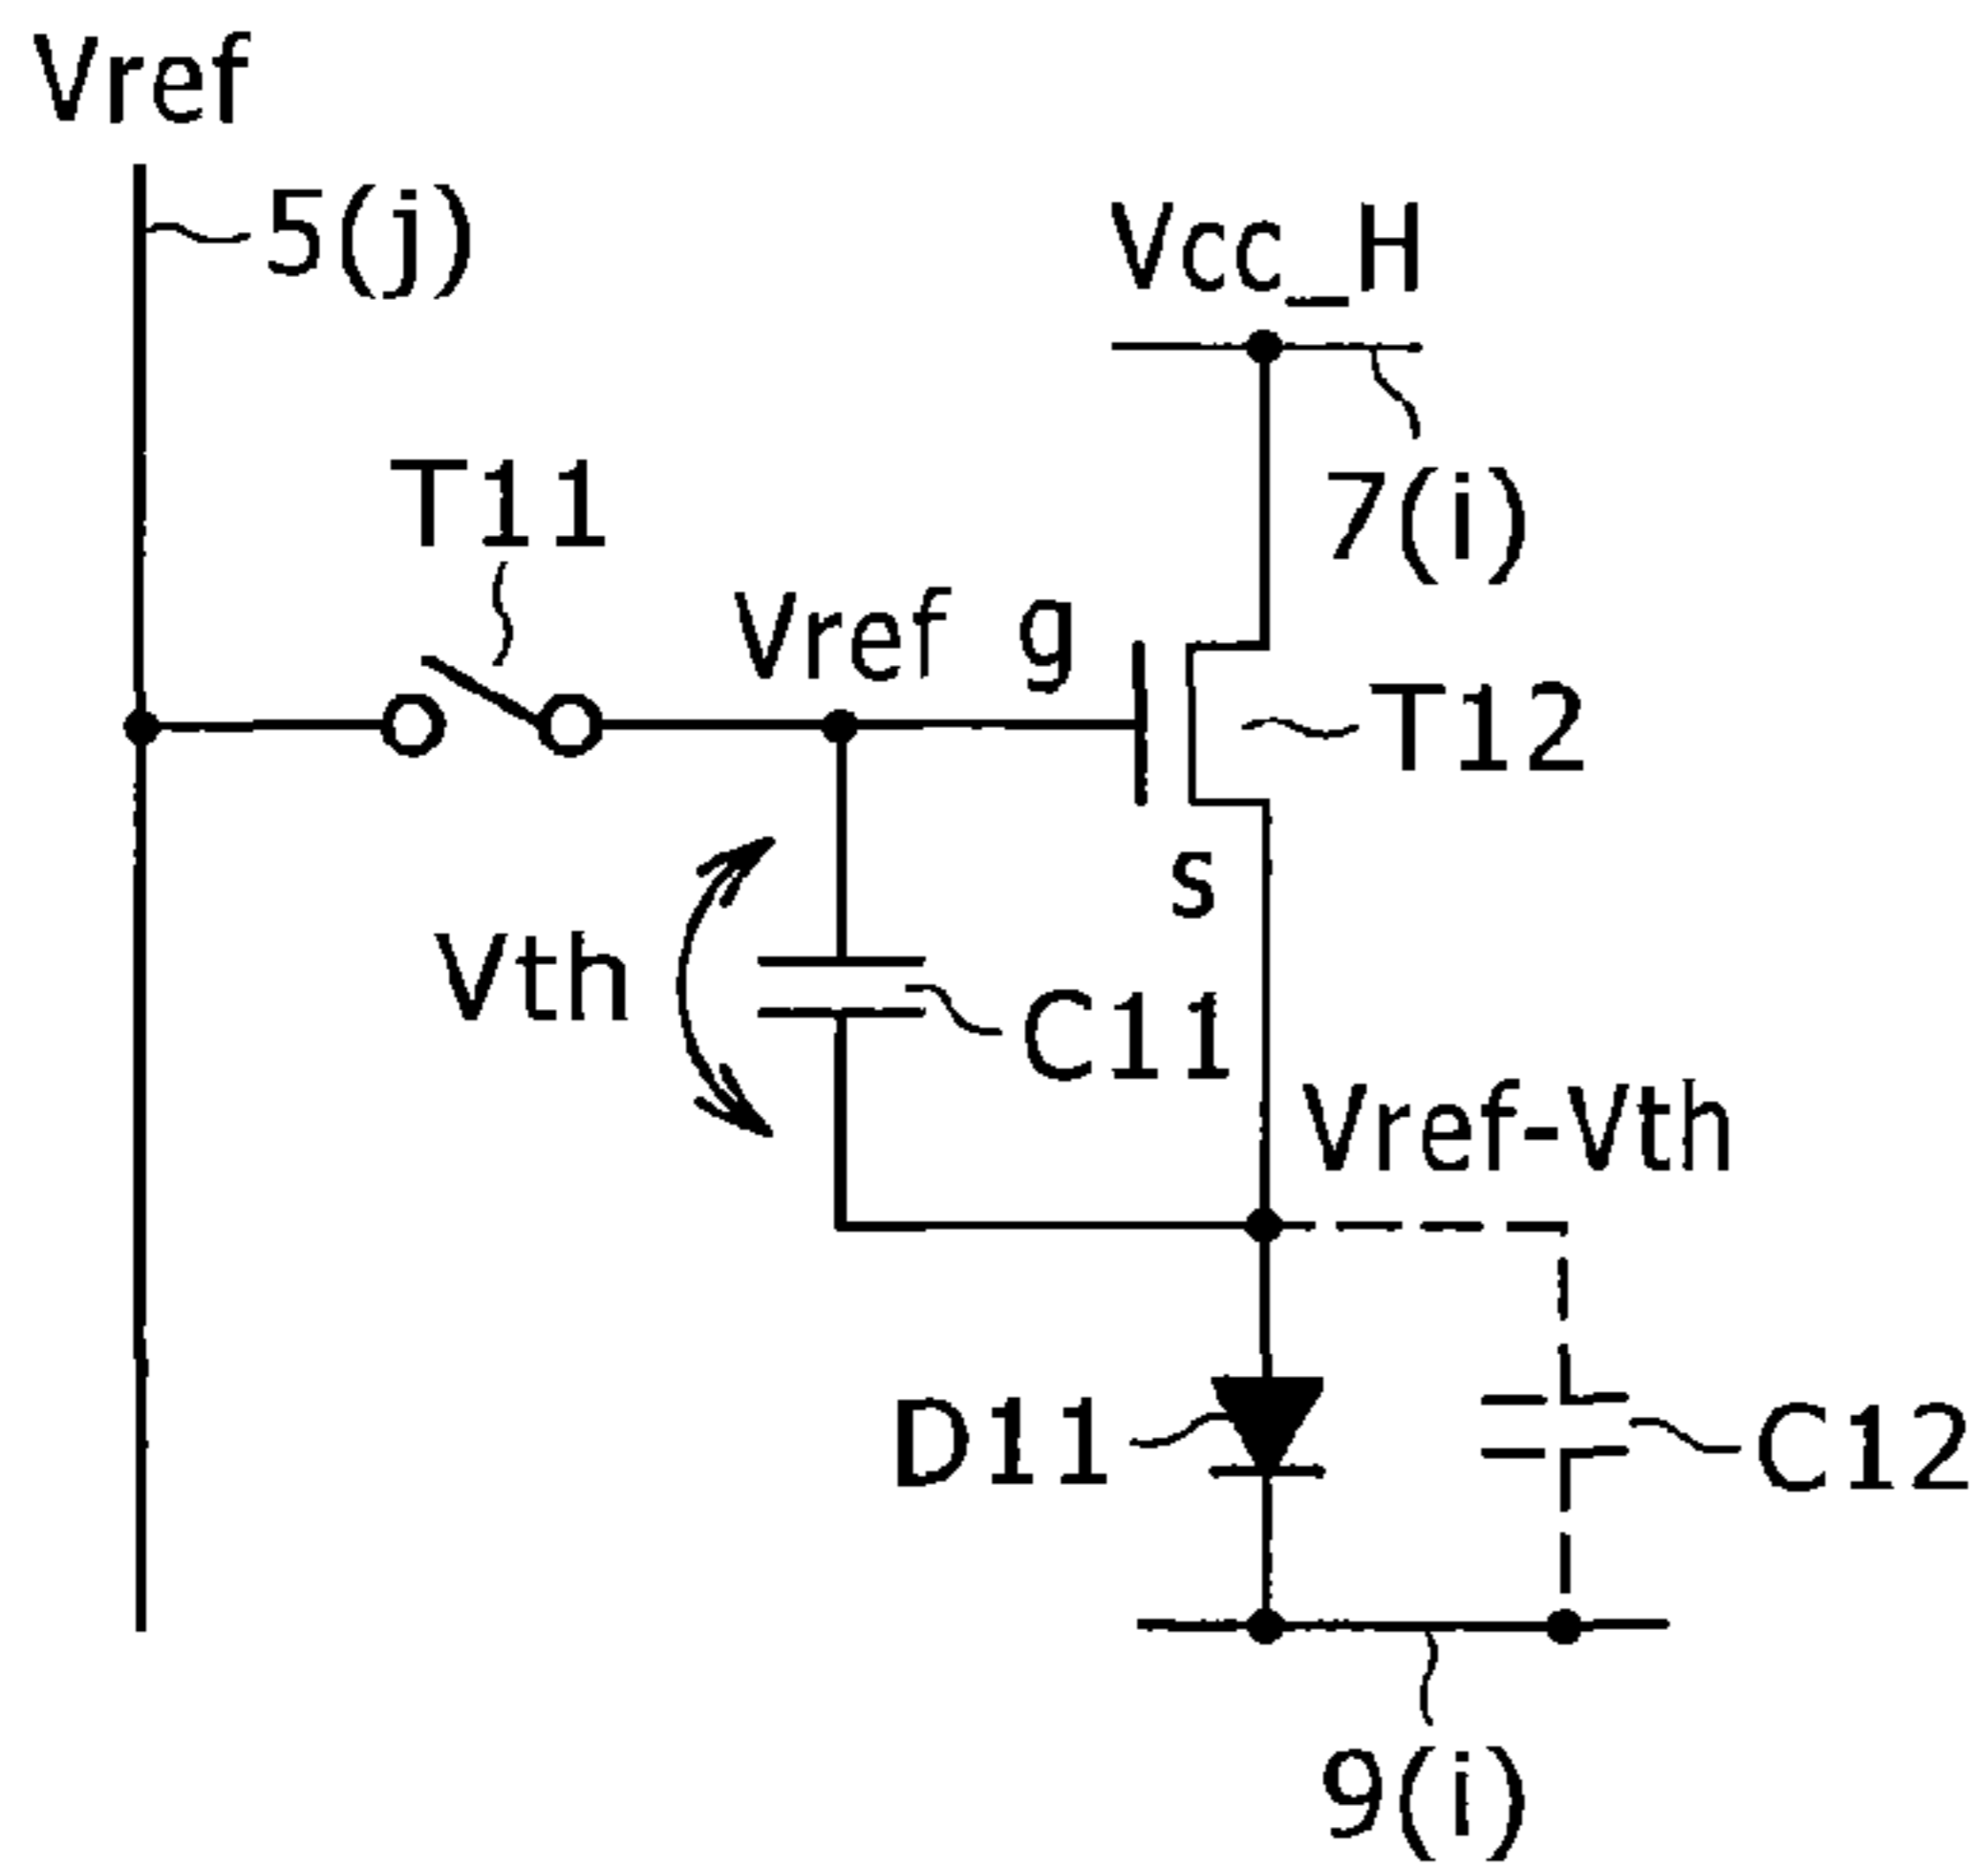 Vref
5(j)
Vcc_H
7(i)
T11
Vref g
T12
s
Vth
C11
Vref-Vth
D11
C12
9(i)